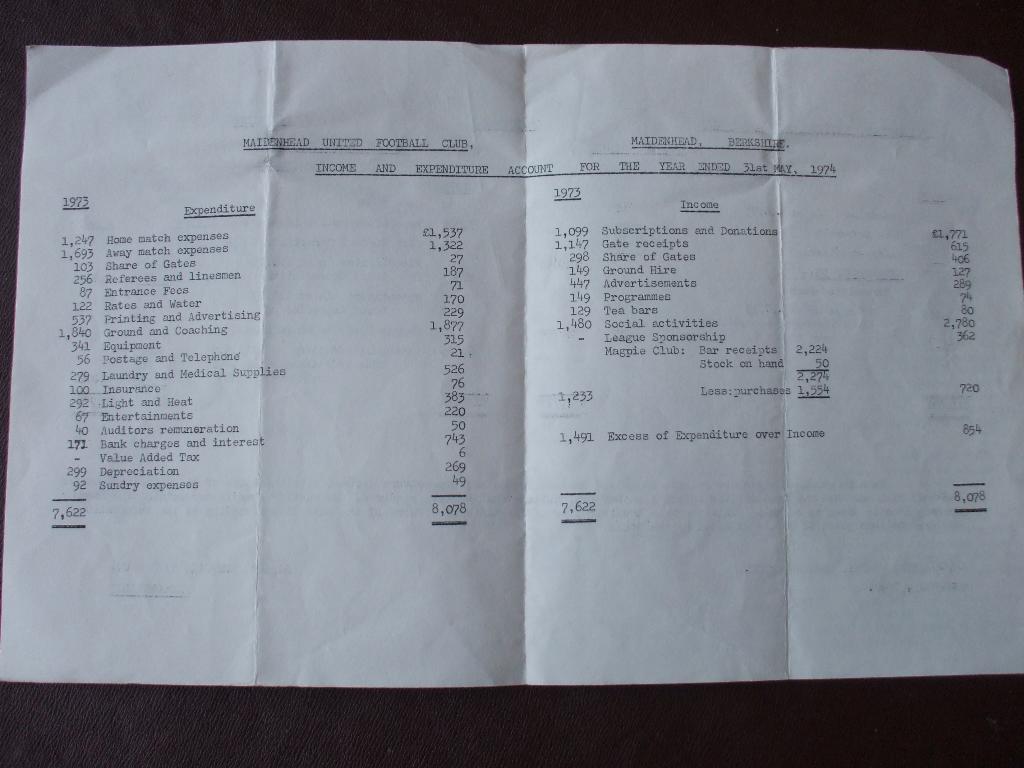 MAIDENHEAD UNITED FOOTBALL CLUB, MAIDENHEAD, BERKSHIRE.
INCOME AND EXPENDITURE ACCOUNT FOR THE YEAR ENDED 31st MAY, 1974
1973 Expenditure
1,247 Home match expenses £1,537
1,693 Away match expenses 1,322
103 Share of Gates 27
256 Referees and linesmen 187
87 Entrance Fees 71
122 Rates and Water 170
537 Printing and Advertising 229
1,840 Ground and Coaching 1,877
341 Equipment 315
56 Postage and Telephone 21
279 Laundry and Medical Supplies 526
100 Insurance 76
292 Light and Heat 383
67 Entertainments 220
40 Auditors remuneration 50
171 Bank charges and interest 743
- Value Added Tax 6
299 Depreciation 269
92 Sundry expenses 49
7,622 8,078
1973 Income
1,099 Subscriptions and Donations £1,771
1,147 Gate receipts 615
298 Share of Gates 406
149 Ground Hire 127
447 Advertisements 289
149 Programmes 74
129 Tea bars 80
1,480 Social activities 2,780
- League Sponsorship 362
Magpie Club: Bar receipts 2,224
Stock on hand 50
2,274
1,233 Less:purchases 1,554 720
1,491 Excess of Expenditure over Income 854
7,622 8,078